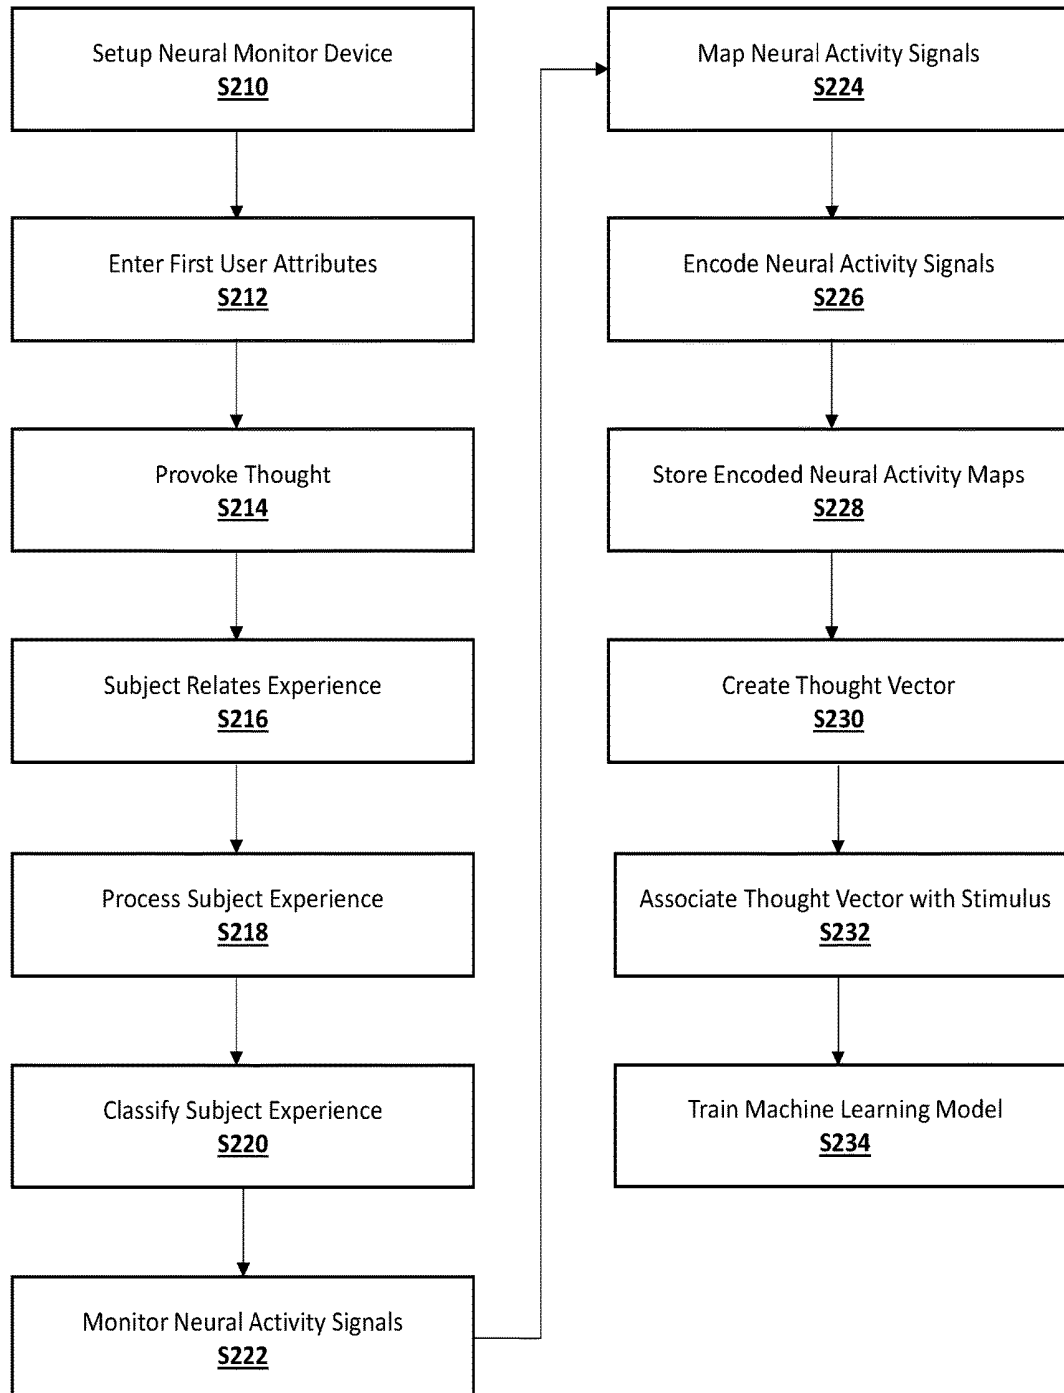 Setup Neural Monitor Device
S210
Enter First User Attributes
S212
Provoke Thought
S214
Subject Relates Experience
S216
Process Subject Experience
S218
Classify Subject Experience
S220
Monitor Neural Activity Signals
S222
Map Neural Activity Signals
S224
Encode Neural Activity Signals
S226
Store Encoded Neural Activity Maps
S228
Create Thought Vector
S230
Associate Thought Vector with Stimulus
S232
Train Machine Learning Model
S234